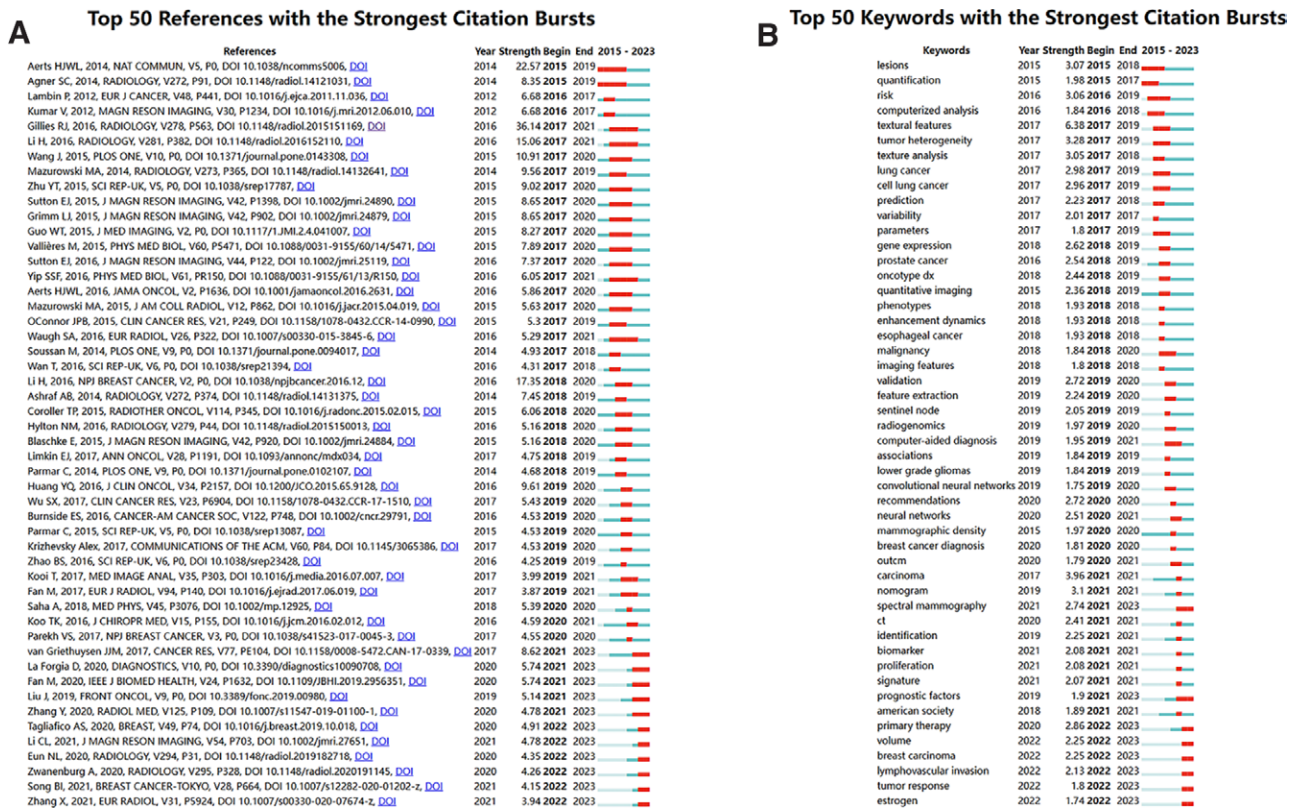 A
Top 50 References with the Strongest Citation Bursts
References Year Strength Begin End 2015 - 2023
Aerts HJWL, 2014, NAT COMMUN, V5, P0, DOI 10.1038/ncomms5006, DOI 2014 22.57 2015 2019
Agner SC, 2014, RADIOLOGY, V272, P91, DOI 10.1148/radiol.14121031, DOI 2014 8.35 2015 2019
Lambin P, 2012, EUR J CANCER, V48, P441, DOI 10.1016/j.ejca.2011.11.036, DOI 2012 6.68 2016 2017
Kumar V, 2012, MAGN RESON IMAGING, V30, P1234, DOI 10.1016/j.mri.2012.06.010, DOI 2012 6.68 2016 2017
Gillies RJ, 2016, RADIOLOGY, V278, P563, DOI 10.1148/radiol.2015151169, DOI 2016 36.14 2017 2021
Li H, 2016, RADIOLOGY, V281, P382, DOI 10.1148/radiol.2016152110, DOI 2016 15.06 2017 2021
Wang J, 2015, PLOS ONE, V10, P0, DOI 10.1371/journal.pone.0143308, DOI 2015 10.91 2017 2020
Mazurowski MA, 2014, RADIOLOGY, V273, P365, DOI 10.1148/radiol.14132641, DOI 2014 9.56 2017 2019
Zhu YT, 2015, SCI REP-UK, V5, P0, DOI 10.1038/srep17787, DOI 2015 9.02 2017 2020
Sutton EJ, 2015, J MAGN RESON IMAGING, V42, P1398, DOI 10.1002/jmri.24890, DOI 2015 8.65 2017 2020
Grimm LJ, 2015, J MAGN RESON IMAGING, V42, P902, DOI 10.1002/jmri.24879, DOI 2015 8.65 2017 2020
Guo WT, 2015, J MED IMAGING, V2, P0, DOI 10.1117/1.JMI.2.4.041007, DOI 2015 8.27 2017 2020
Vallières M, 2015, PHYS MED BIOL, V60, P5471, DOI 10.1088/0031-9155/60/14/5471, DOI 2015 7.89 2017 2020
Sutton EJ, 2016, J MAGN RESON IMAGING, V44, P122, DOI 10.1002/jmri.25119, DOI 2016 7.37 2017 2020
Yip SSF, 2016, PHYS MED BIOL, V61, PR150, DOI 10.1088/0031-9155/61/13/R150, DOI 2016 6.05 2017 2021
Aerts HJWL, 2016, JAMA ONCOL, V2, P1636, DOI 10.1001/jamaoncol.2016.2631, DOI 2016 5.86 2017 2020
Mazurowski MA, 2015, J AM COLL RADIOL, V12, P862, DOI 10.1016/j.jacr.2015.04.019, DOI 2015 5.63 2017 2020
OConnor JPB, 2015, CLIN CANCER RES, V21, P249, DOI 10.1158/1078-0432.CCR-14-0990, DOI 2015 5.3 2017 2019
Waugh SA, 2016, EUR RADIOL, V26, P322, DOI 10.1007/s00330-015-3845-6, DOI 2016 5.29 2017 2021
Soussan M, 2014, PLOS ONE, V9, P0, DOI 10.1371/journal.pone.0094017, DOI 2014 4.93 2017 2018
Wan T, 2016, SCI REP-UK, V6, P0, DOI 10.1038/srep21394, DOI 2016 4.31 2017 2018
Li H, 2016, NPJ BREAST CANCER, V2, P0, DOI 10.1038/npjbcancer.2016.12, DOI 2016 17.35 2018 2020
Ashraf AB, 2014, RADIOLOGY, V272, P374, DOI 10.1148/radiol.14131375, DOI 2014 7.45 2018 2019
Coroller TP, 2015, RADIOTHER ONCOL, V114, P345, DOI 10.1016/j.radonc.2015.02.015, DOI 2015 6.06 2018 2020
Hylton NM, 2016, RADIOLOGY, V279, P44, DOI 10.1148/radiol.2015150013, DOI 2016 5.16 2018 2020
Blaschke E, 2015, J MAGN RESON IMAGING, V42, P920, DOI 10.1002/jmri.24884, DOI 2015 5.16 2018 2020
Limkin EJ, 2017, ANN ONCOL, V28, P1191, DOI 10.1093/annonc/mdx034, DOI 2017 4.75 2018 2019
Parmar C, 2014, PLOS ONE, V9, P0, DOI 10.1371/journal.pone.0102107, DOI 2014 4.68 2018 2019
Huang YQ, 2016, J CLIN ONCOL, V34, P2157, DOI 10.1200/JCO.2015.65.9128, DOI 2016 9.61 2019 2020
Wu SX, 2017, CLIN CANCER RES, V23, P6904, DOI 10.1158/1078-0432.CCR-17-1510, DOI 2017 5.43 2019 2020
Burnside ES, 2016, CANCER-AM CANCER SOC, V122, P748, DOI 10.1002/cncr.29791, DOI 2016 4.53 2019 2020
Parmar C, 2015, SCI REP-UK, V5, P0, DOI 10.1038/srep13087, DOI 2015 4.53 2019 2020
Krizhevsky Alex, 2017, COMMUNICATIONS OF THE ACM, V60, P84, DOI 10.1145/3065386, DOI 2017 4.53 2019 2020
Zhao BS, 2016, SCI REP-UK, V6, P0, DOI 10.1038/srep23428, DOI 2016 4.25 2019 2019
Kooi T, 2017, MED IMAGE ANAL, V35, P303, DOI 10.1016/j.media.2016.07.007, DOI 2017 3.99 2019 2021
Fan M, 2017, EUR J RADIOL, V94, P140, DOI 10.1016/j.ejrad.2017.06.019, DOI 2017 3.87 2019 2021
Saha A, 2018, MED PHYS, V45, P3076, DOI 10.1002/mp.12925, DOI 2018 5.39 2020 2020
Koo TK, 2016, J CHIROPR MED, V15, P155, DOI 10.1016/j.jcm.2016.02.012, DOI 2016 4.59 2020 2021
Parekh VS, 2017, NPJ BREAST CANCER, V3, P0, DOI 10.1038/s41523-017-0045-3, DOI 2017 4.55 2020 2020
van Griethuysen JJM, 2017, CANCER RES, V77, PE104, DOI 10.1158/0008-5472.CAN-17-0339, DOI 2017 8.62 2021 2023
La Forgia D, 2020, DIAGNOSTICS, V10, P0, DOI 10.3390/diagnostics10090708, DOI 2020 5.74 2021 2023
Fan M, 2020, IEEE J BIOMED HEALTH, V24, P1632, DOI 10.1109/JBHI.2019.2956351, DOI 2020 5.74 2021 2023
Liu J, 2019, FRONT ONCOL, V9, P0, DOI 10.3389/fonc.2019.00980, DOI 2019 5.14 2021 2023
Zhang Y, 2020, RADIOL MED, V125, P109, DOI 10.1007/s11547-019-01100-1, DOI 2020 4.78 2021 2023
Tagliafico AS, 2020, BREAST, V49, P74, DOI 10.1016/j.breast.2019.10.018, DOI 2020 4.91 2022 2023
Li CL, 2021, J MAGN RESON IMAGING, V54, P703, DOI 10.1002/jmri.27651, DOI 2021 4.78 2022 2023
Eun NL, 2020, RADIOLOGY, V294, P31, DOI 10.1148/radiol.2019182718, DOI 2020 4.35 2022 2023
Zwanenburg A, 2020, RADIOLOGY, V295, P328, DOI 10.1148/radiol.2020191145, DOI 2020 4.26 2022 2023
Song BI, 2021, BREAST CANCER-TOKYO, V28, P664, DOI 10.1007/s12282-020-01202-z, DOI 2021 4.15 2022 2023
Zhang X, 2021, EUR RADIOL, V31, P5924, DOI 10.1007/s00330-020-07674-z, DOI 2021 3.94 2022 2023
B
Top 50 Keywords with the Strongest Citation Bursts
Keywords Year Strength Begin End 2015 - 2023
lesions 2015 3.07 2015 2018
quantification 2015 1.98 2015 2017
risk 2016 3.06 2016 2019
computerized analysis 2016 1.84 2016 2018
textural features 2017 6.38 2017 2019
tumor heterogeneity 2017 3.28 2017 2019
texture analysis 2017 3.05 2017 2018
lung cancer 2017 2.98 2017 2019
cell lung cancer 2017 2.96 2017 2019
prediction 2017 2.23 2017 2018
variability 2017 2.01 2017 2017
parameters 2017 1.8 2017 2019
gene expression 2018 2.62 2018 2019
prostate cancer 2016 2.54 2018 2019
oncotype dx 2018 2.44 2018 2019
quantitative imaging 2015 2.36 2018 2019
phenotypes 2018 1.93 2018 2018
enhancement dynamics 2018 1.93 2018 2018
esophageal cancer 2018 1.93 2018 2018
malignancy 2018 1.84 2018 2020
imaging features 2018 1.8 2018 2018
validation 2019 2.72 2019 2020
feature extraction 2019 2.24 2019 2020
sentinel node 2019 2.05 2019 2019
radiogenomics 2019 1.97 2019 2020
computer-aided diagnosis 2019 1.95 2019 2021
associations 2019 1.84 2019 2019
lower grade gliomas 2019 1.84 2019 2019
convolutional neural networks 2019 1.75 2019 2020
recommendations 2020 2.72 2020 2020
neural networks 2020 2.51 2020 2021
mammographic density 2015 1.97 2020 2020
breast cancer diagnosis 2020 1.81 2020 2020
outcm 2020 1.79 2020 2021
carcinoma 2017 3.96 2021 2021
nomogram 2019 3.1 2021 2021
spectral mammography 2021 2.74 2021 2023
ct 2020 2.41 2021 2021
identification 2019 2.25 2021 2021
biomarker 2021 2.08 2021 2021
proliferation 2021 2.08 2021 2021
signature 2021 2.07 2021 2021
prognostic factors 2019 1.9 2021 2023
american society 2018 1.89 2021 2021
primary therapy 2020 2.86 2022 2023
volume 2022 2.25 2022 2023
breast carcinoma 2022 2.25 2022 2023
lymphovascular invasion 2022 2.13 2022 2023
tumor response 2022 1.8 2022 2023
estrogen 2022 1.74 2022 2023